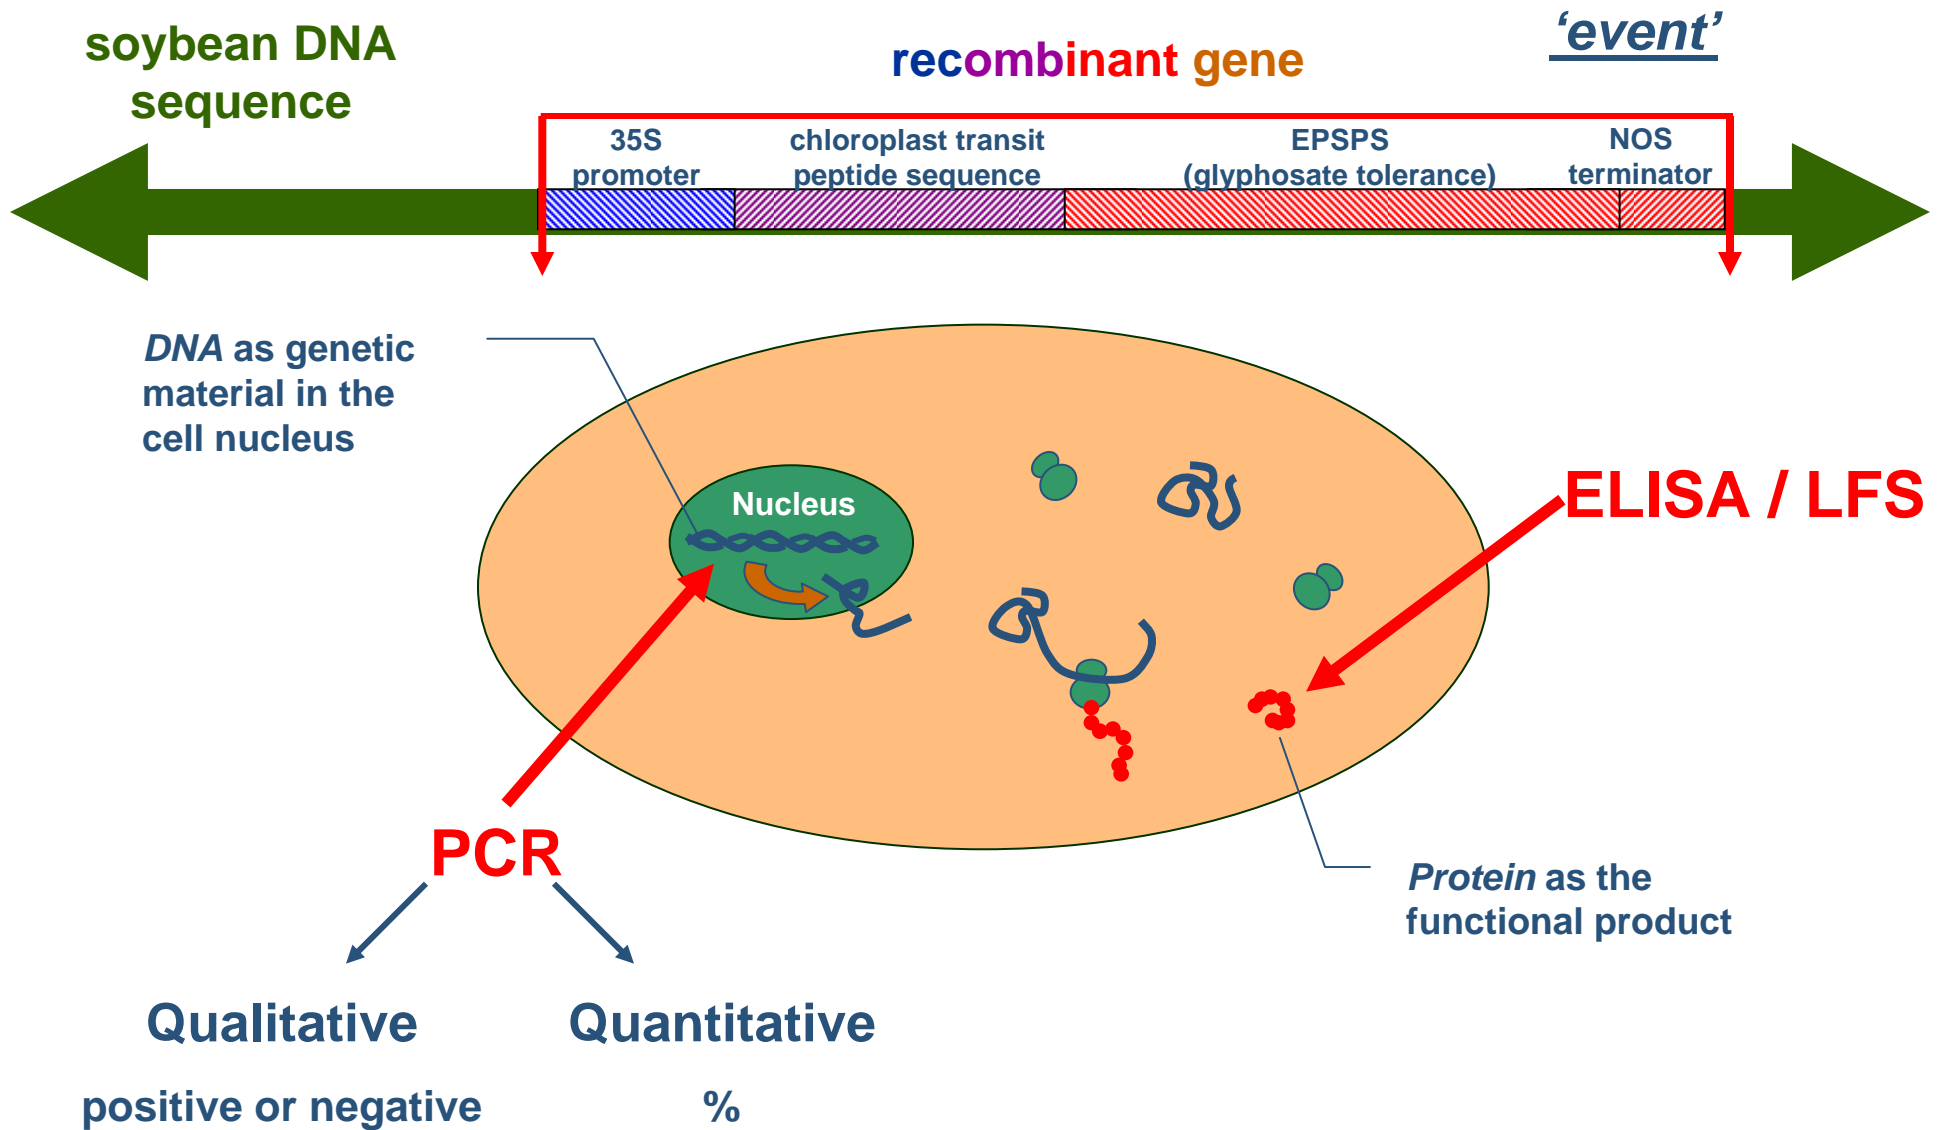 soybean DNA
sequence
recombinant gene
‘event’
35S
promoter
chloroplast transit
peptide sequence
EPSPS
(glyphosate tolerance)
NOS
terminator
DNA as genetic
material in the
cell nucleus
Nucleus
ELISA / LFS
PCR
Protein as the
functional product
Qualitative
Quantitative
positive or negative
%